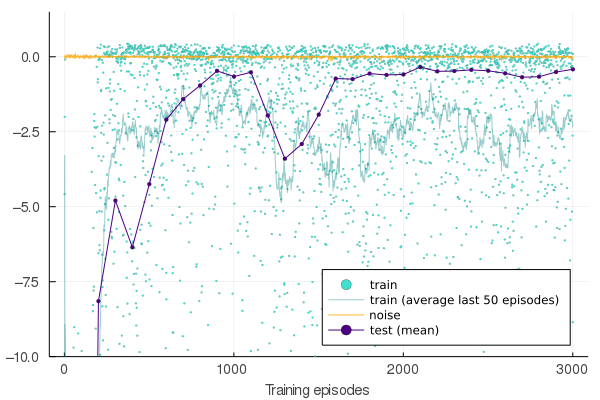 0.0
−2.5
−5.0
−7.5
−10.0
0
1000
2000
3000
Training episodes
train
train (average last 50 episodes)
noise
test (mean)